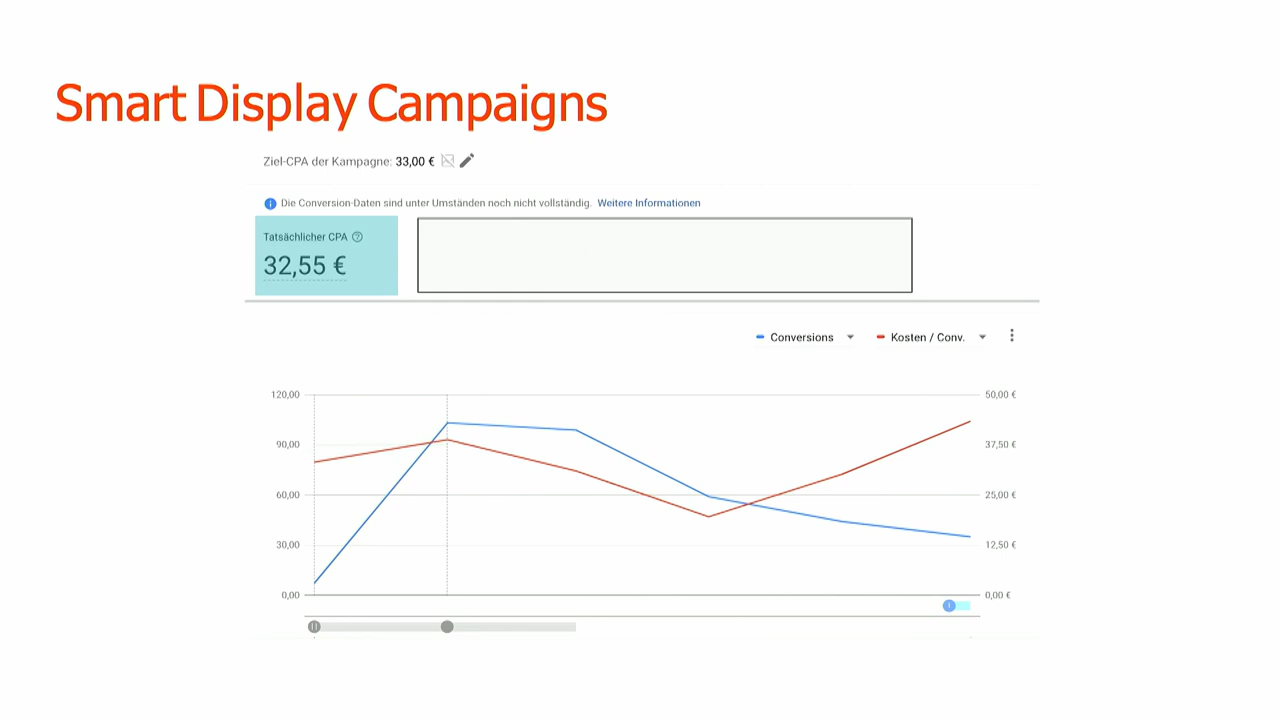 Smart Display Campaigns
Ziel-CPA der Kampagne: 33,00 €
Die Conversion-Daten sind unter Umständen noch nicht vollständig. Weitere Informationen
Tatsächlicher CPA
32,55 €
Conversions Kosten / Conv.
120,00 50,00 €
90,00 37,50 €
60,00 25,00 €
30,00 12,50 €
0,00 0,00 €